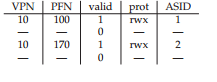 VPN PFN valid prot ASID
10 100 1 rwx 1
— — 0 — —
10 170 1 rwx 2
— — 0 — —